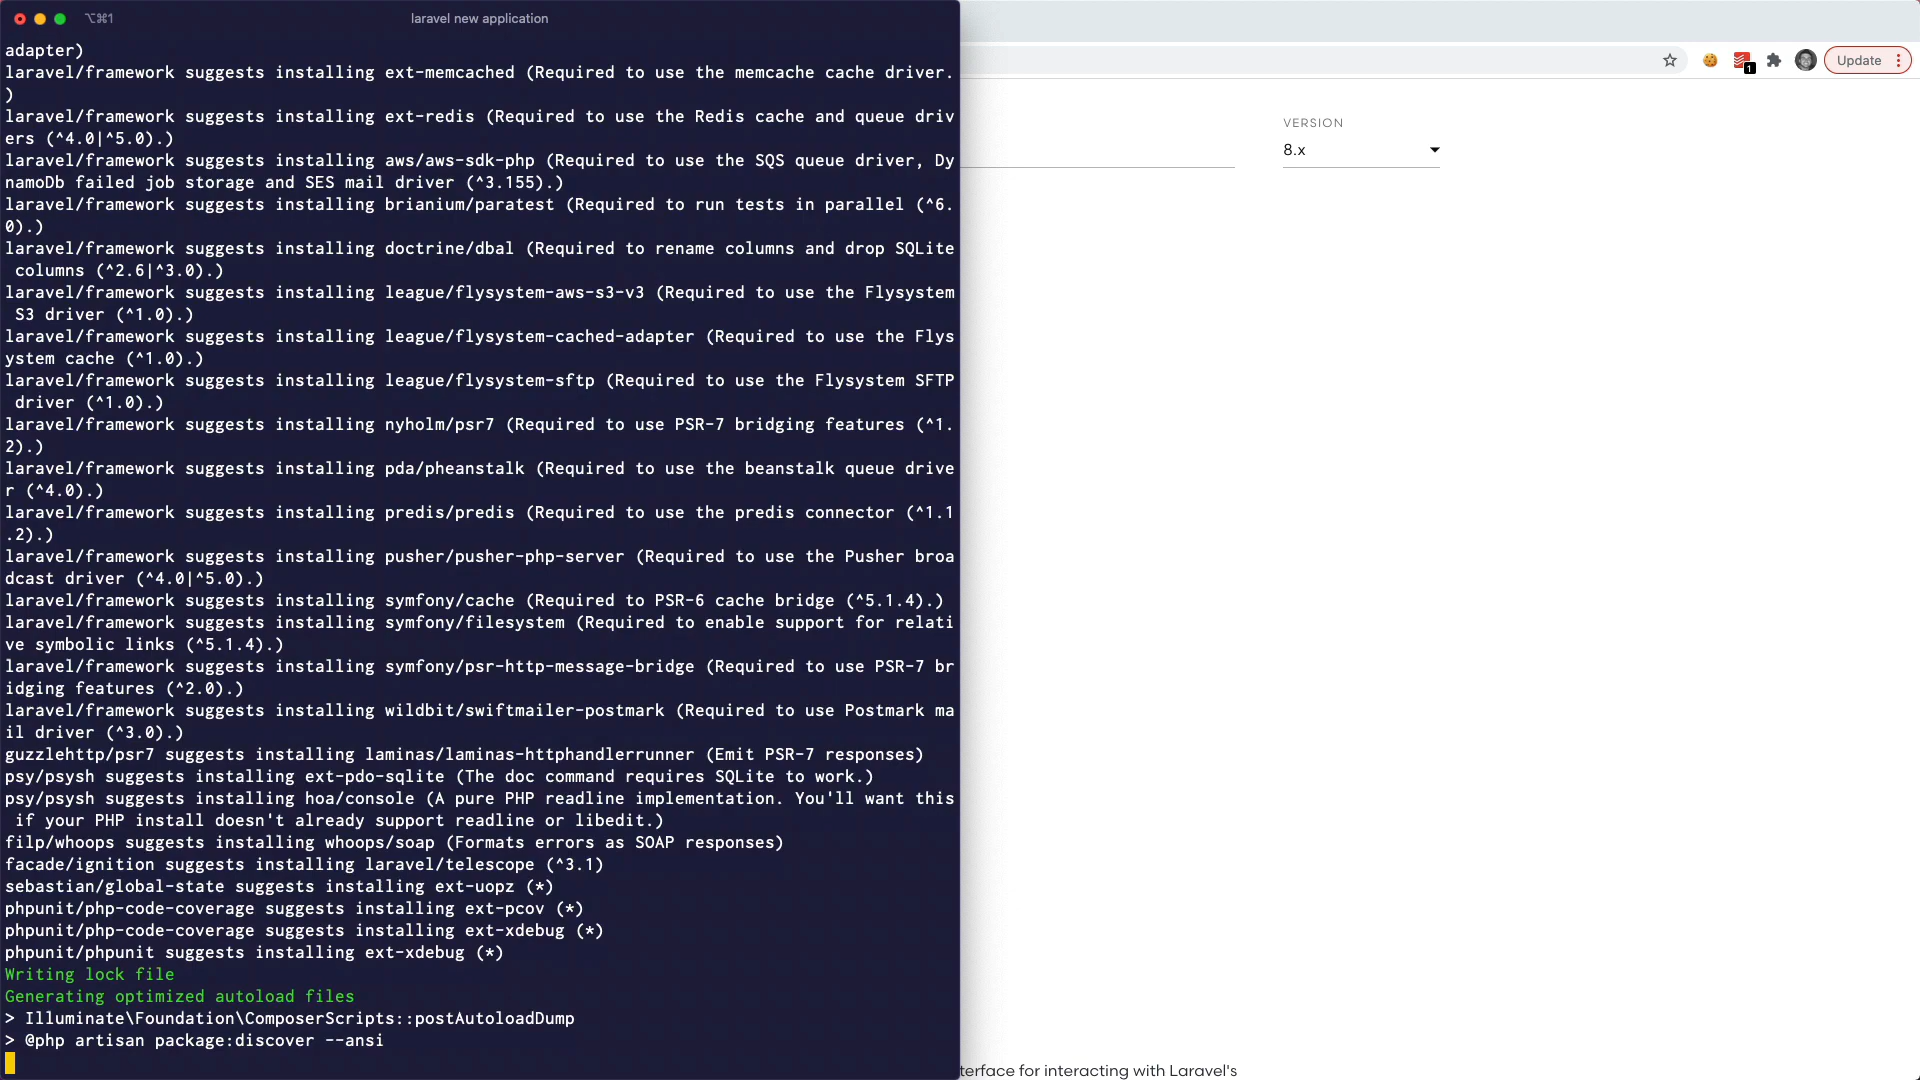 ⌥⌘1
laravel new application
adapter)
laravel/framework suggests installing ext-memcached (Required to use the memcache cache driver.
)
laravel/framework suggests installing ext-redis (Required to use the Redis cache and queue driv
ers (^4.0|^5.0).)
laravel/framework suggests installing aws/aws-sdk-php (Required to use the SQS queue driver, Dy
namoDb failed job storage and SES mail driver (^3.155).)
laravel/framework suggests installing brianium/paratest (Required to run tests in parallel (^6.
0).)
laravel/framework suggests installing doctrine/dbal (Required to rename columns and drop SQLite
 columns (^2.6|^3.0).)
laravel/framework suggests installing league/flysystem-aws-s3-v3 (Required to use the Flysystem
 S3 driver (^1.0).)
laravel/framework suggests installing league/flysystem-cached-adapter (Required to use the Flys
ystem cache (^1.0).)
laravel/framework suggests installing league/flysystem-sftp (Required to use the Flysystem SFTP
 driver (^1.0).)
laravel/framework suggests installing nyholm/psr7 (Required to use PSR-7 bridging features (^1.
2).)
laravel/framework suggests installing pda/pheanstalk (Required to use the beanstalk queue drive
r (^4.0).)
laravel/framework suggests installing predis/predis (Required to use the predis connector (^1.1
.2).)
laravel/framework suggests installing pusher/pusher-php-server (Required to use the Pusher broa
dcast driver (^4.0|^5.0).)
laravel/framework suggests installing symfony/cache (Required to PSR-6 cache bridge (^5.1.4).)
laravel/framework suggests installing symfony/filesystem (Required to enable support for relati
ve symbolic links (^5.1.4).)
laravel/framework suggests installing symfony/psr-http-message-bridge (Required to use PSR-7 br
idging features (^2.0).)
laravel/framework suggests installing wildbit/swiftmailer-postmark (Required to use Postmark ma
il driver (^3.0).)
guzzlehttp/psr7 suggests installing laminas/laminas-httphandlerrunner (Emit PSR-7 responses)
psy/psysh suggests installing ext-pdo-sqlite (The doc command requires SQLite to work.)
psy/psysh suggests installing hoa/console (A pure PHP readline implementation. You'll want this
 if your PHP install doesn't already support readline or libedit.)
filp/whoops suggests installing whoops/soap (Formats errors as SOAP responses)
facade/ignition suggests installing laravel/telescope (^3.1)
sebastian/global-state suggests installing ext-uopz (*)
phpunit/php-code-coverage suggests installing ext-pcov (*)
phpunit/php-code-coverage suggests installing ext-xdebug (*)
phpunit/phpunit suggests installing ext-xdebug (*)
Writing lock file
Generating optimized autoload files
> Illuminate\Foundation\ComposerScripts::postAutoloadDump
> @php artisan package:discover --ansi
1
Update
VERSION
8.x
terface for interacting with Laravel's